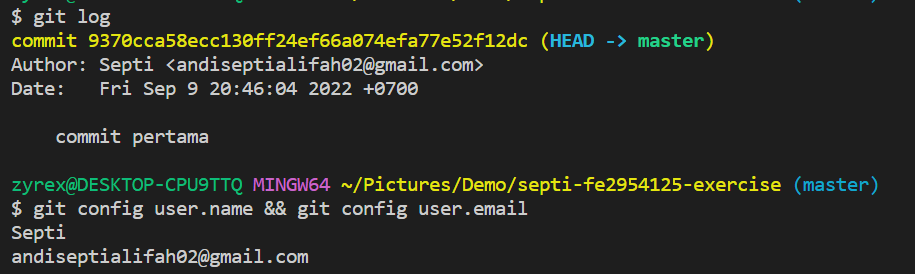 $ git log
commit 9370cca58ecc130ff24ef66a074efa77e52f12dc (HEAD -> master)
Author: Septi <andiseptialifah02@gmail.com>
Date:   Fri Sep 9 20:46:04 2022 +0700
    commit pertama
zyrex@DESKTOP-CPU9TTQ MINGW64 ~/Pictures/Demo/septi-fe2954125-exercise (master)
$ git config user.name && git config user.email
Septi
andiseptialifah02@gmail.com